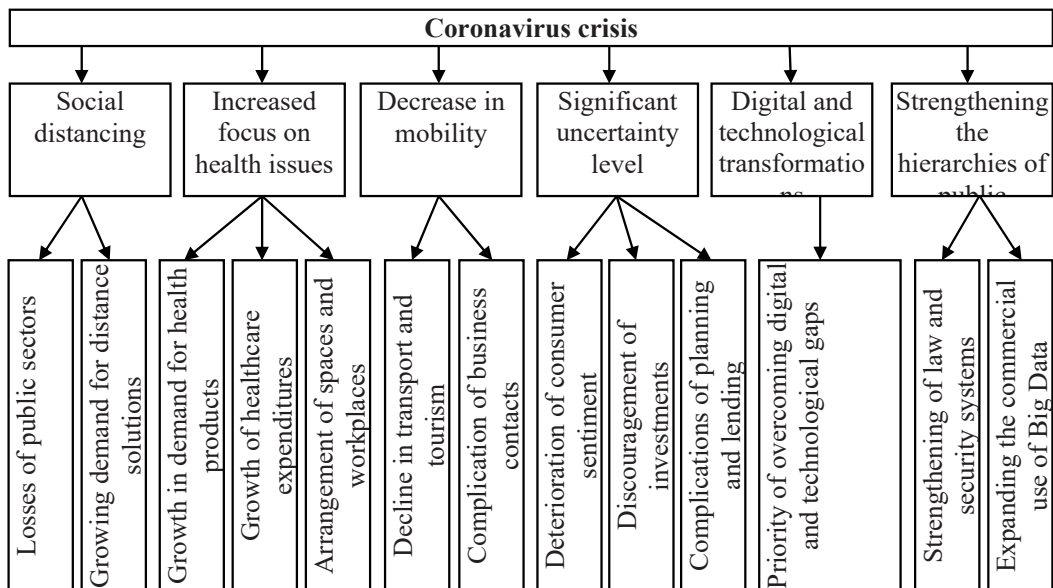 Coronavirus crisis
Social
distancing
Increased
focus on
health issues
Decrease in
mobility
Significant
uncertainty
level
Digital and
technological
transformatio
ns
Strengthening
the
hierarchies of
public
Losses of public sectors
Growing demand for distance
solutions
Growth in demand for health
products
Growth of healthcare
expenditures
Arrangement of spaces and
workplaces
Decline in transport and
tourism
Complication of business
contacts
Deterioration of consumer
sentiment
Discouragement of
investments
Complications of planning
and lending
Priority of overcoming digital
and technological gaps
Strengthening of law and
security systems
Expanding the commercial
use of Big Data